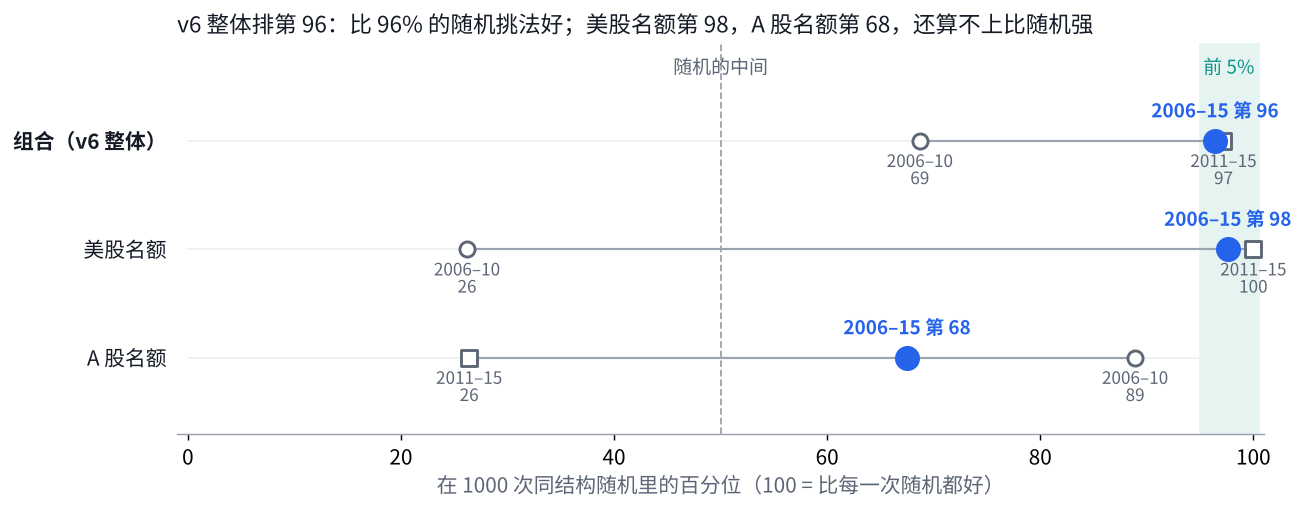 v6 整体排第 96：比 96% 的随机挑法好；美股名额第 98，A 股名额第 68，还算不上比随机强
随机的中间
前 5%
2006–15 第 96
组合（v6 整体）
2006–10
69
2011–15
97
2006–15 第 98
美股名额
2006–10
26
2011–15
100
2006–15 第 68
A 股名额
2011–15
26
2006–10
89
0 20 40 60 80 100
在 1000 次同结构随机里的百分位（100 = 比每一次随机都好）